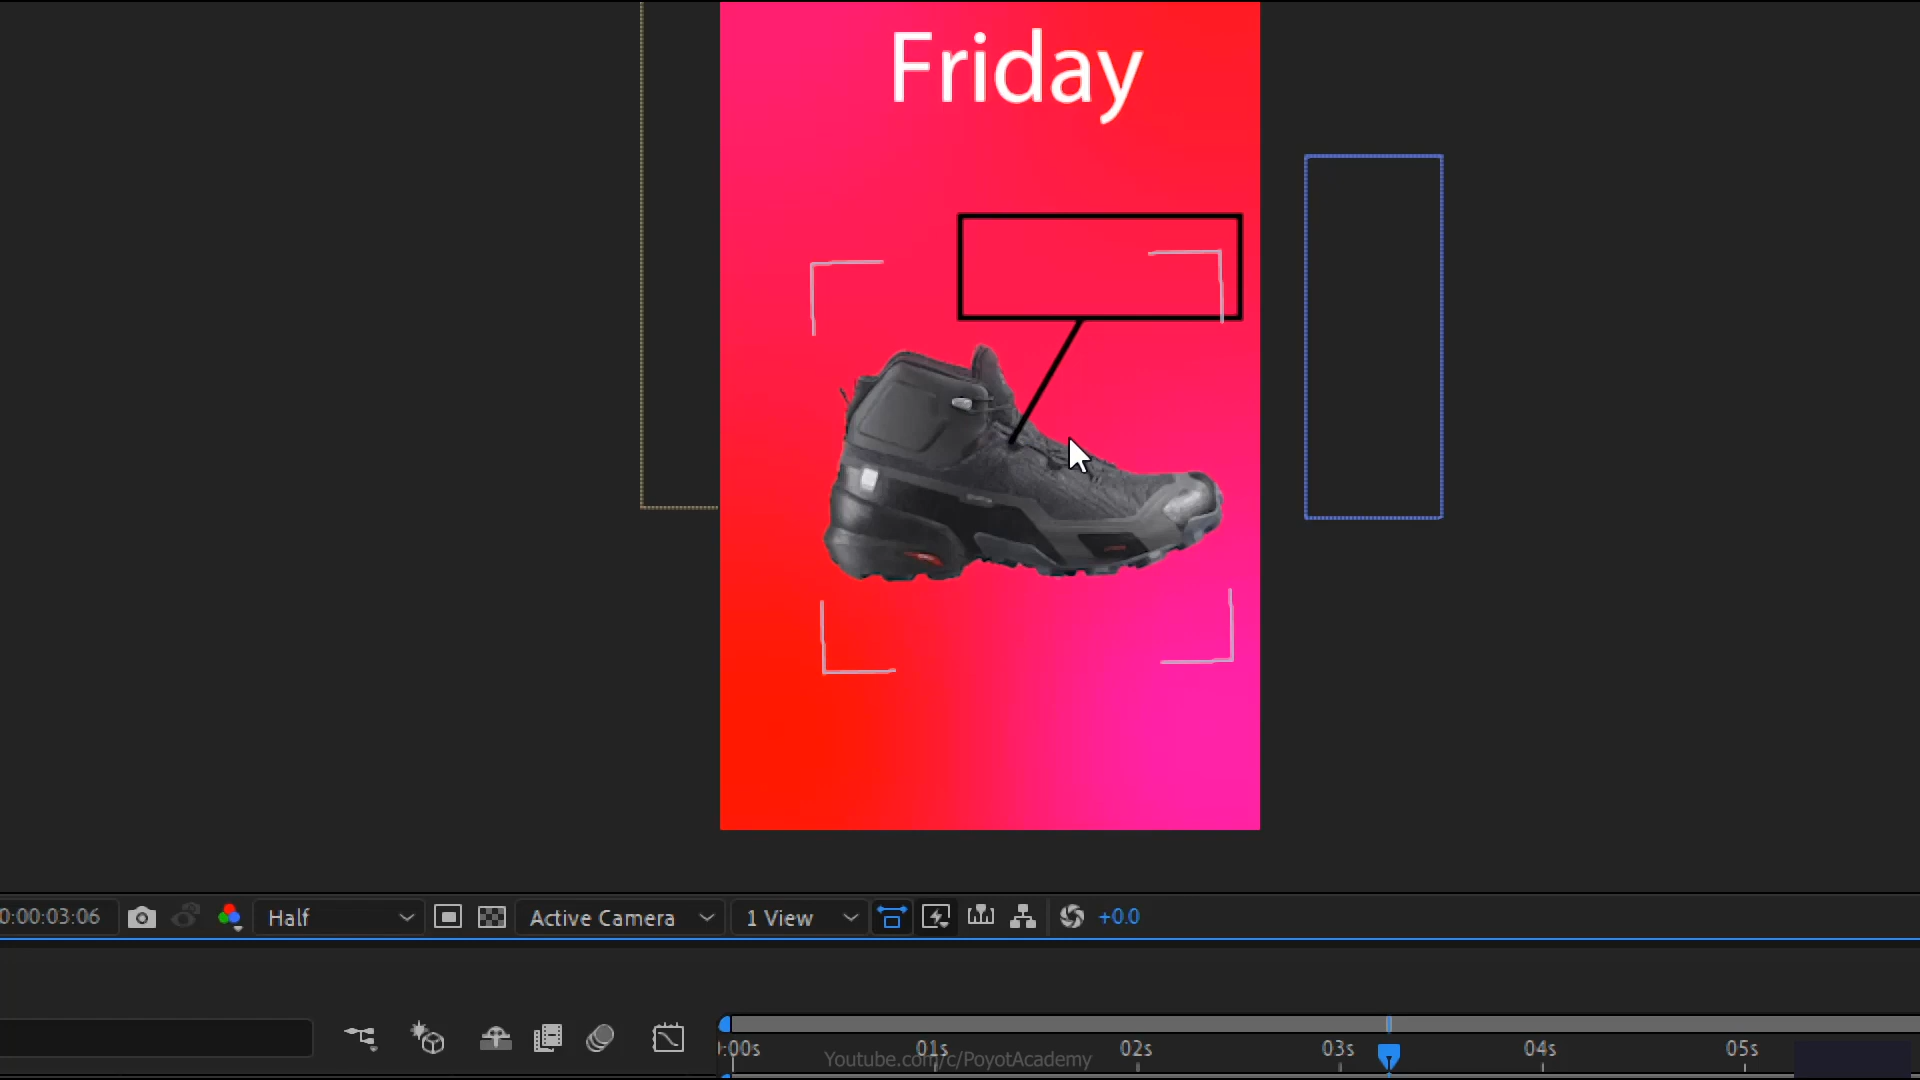 Friday
0:00:03:06
Half
Active Camera
1 View
+0.0
:00s
01s
02s
03s
04s
05s
Youtube.com/c/PoyotAcademy